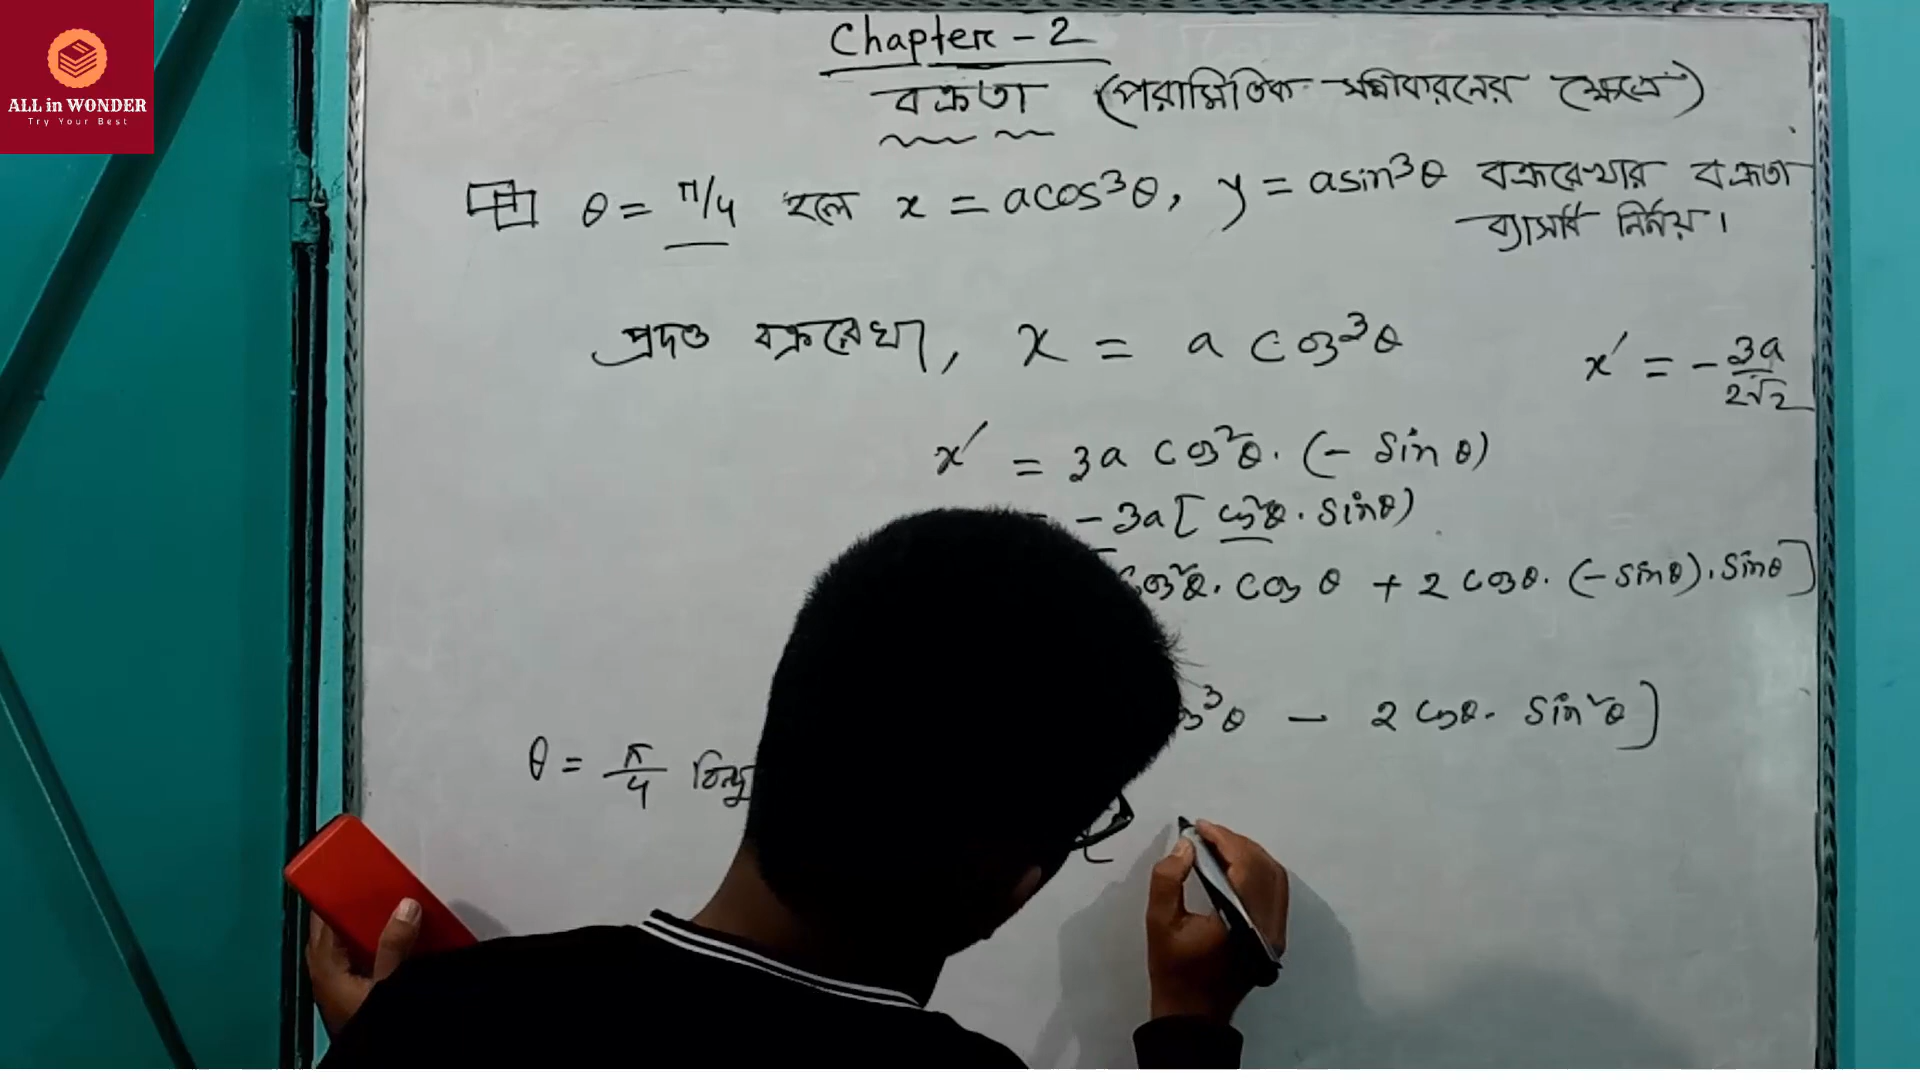 ALL in WONDER
Try Your Best
Chapter - 2
বক্রতা (পরামিতিক সমীকারনের ক্ষেত্রে)
θ = π/4 হলে x = acos³θ, y = asin³θ বক্ররেখার বক্রতা
ব্যাসার্ধ নির্নয়।
প্রদত্ত বক্ররেখা, x = a cos³θ
x′ = - 3a/2√2
x′ = 3a cos²θ. (- sin θ)
= - 3a [cos²θ. sinθ)
cos²θ. cos θ + 2 cosθ. (- sinθ). sinθ]
³θ - 2 cosθ. sin²θ]
θ = π/4